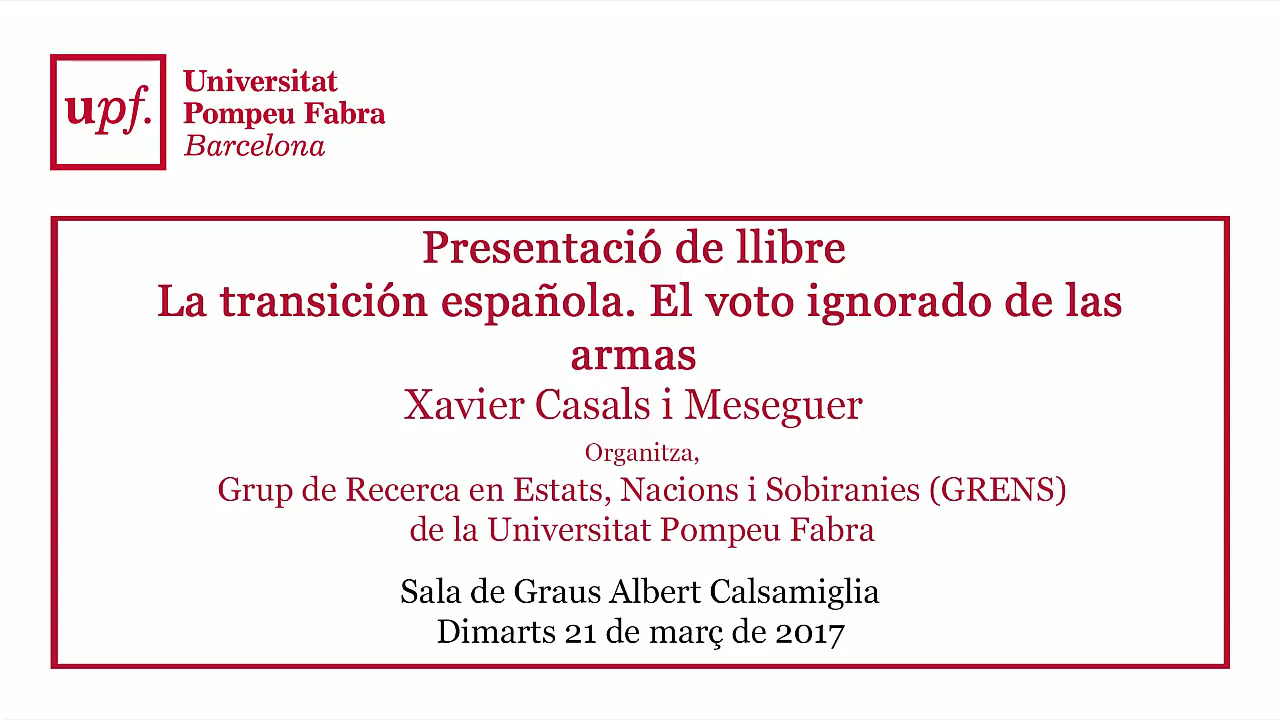 upf.
Universitat
Pompeu Fabra
Barcelona
Presentació de llibre
La transición española. El voto ignorado de las
armas
Xavier Casals i Meseguer
Organitza,
Grup de Recerca en Estats, Nacions i Sobiranies (GRENS)
de la Universitat Pompeu Fabra
Sala de Graus Albert Calsamiglia
Dimarts 21 de març de 2017